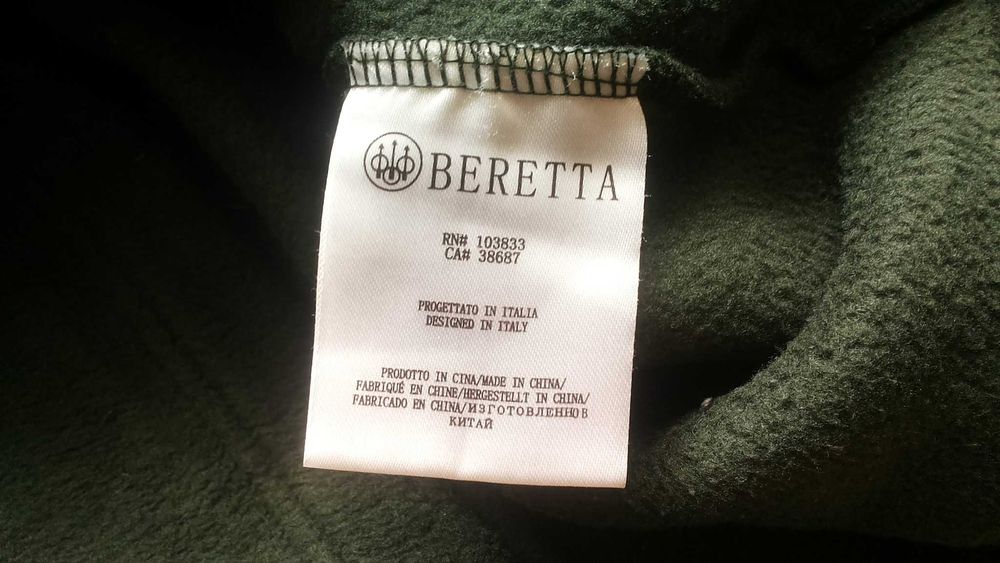 BERETTA
RN# 103833
CA# 38687
PROGETTATO IN ITALIA
DESIGNED IN ITALY
PRODOTTO IN CINA/MADE IN CHINA/
FABRIQUÉ EN CHINE/HERGESTELLT IN CHINA/
FABRICADO EN CHINA/ИЗГОТОВЛЕННО В
КИТАЙ